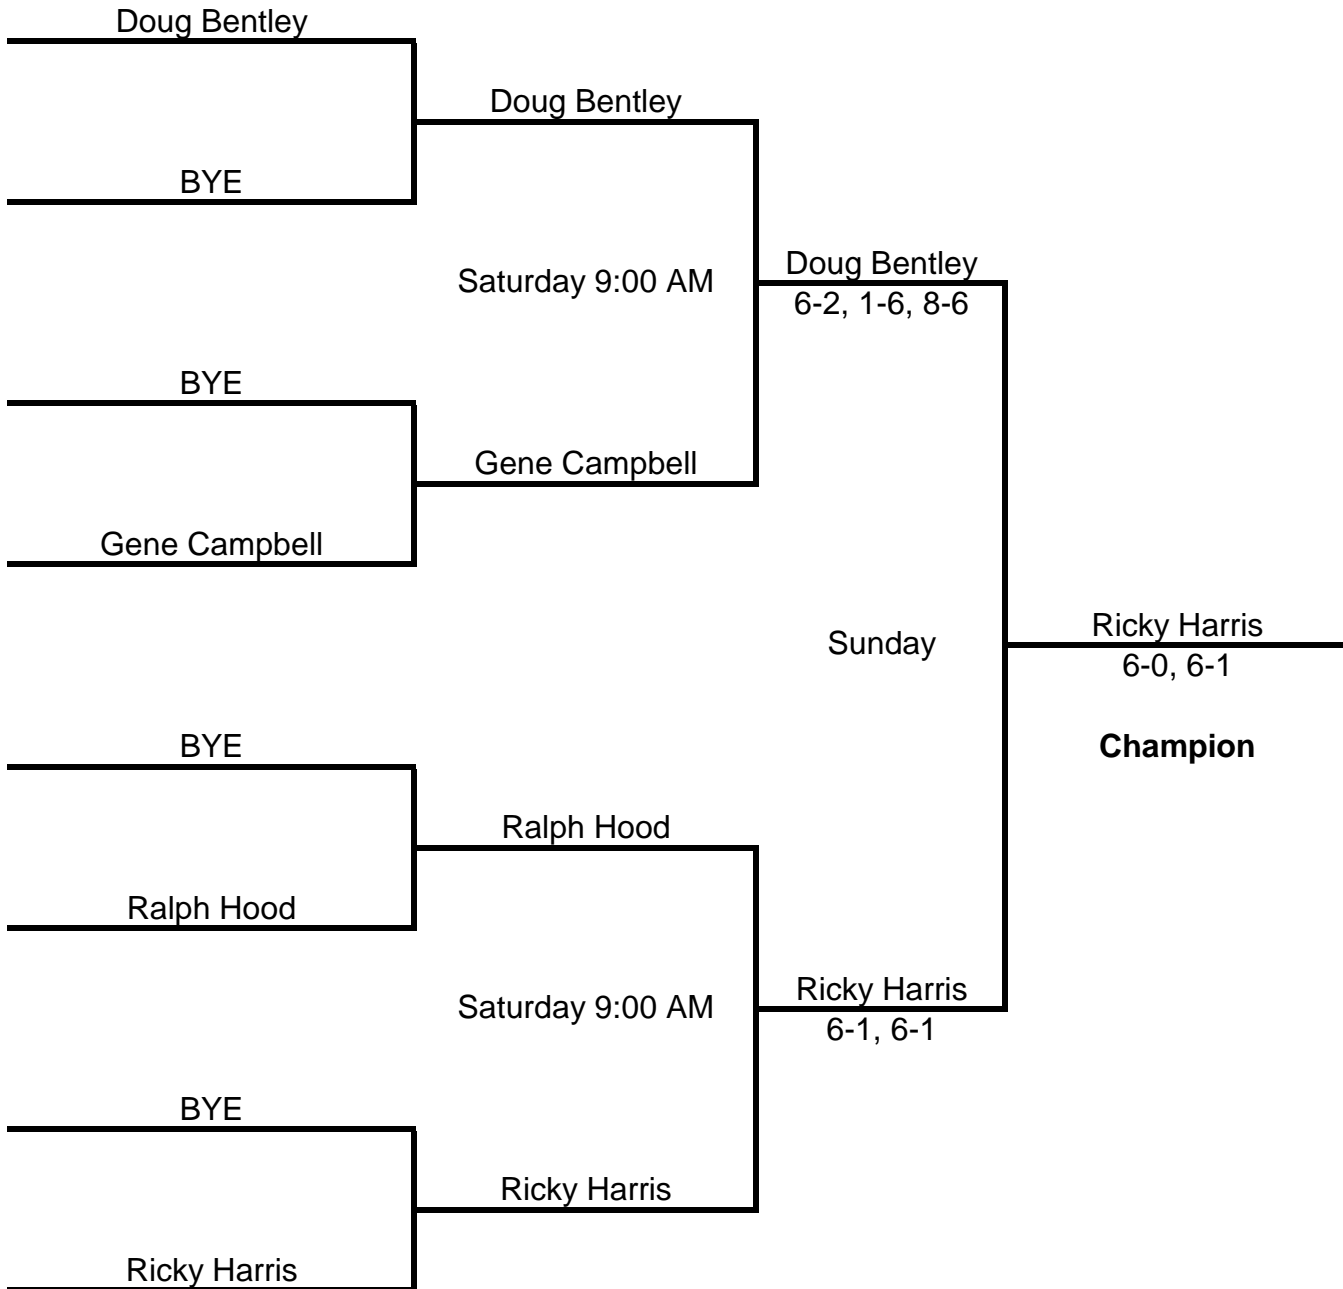 Doug Bentley
Doug Bentley
BYE
Saturday 9:00 AM
Doug Bentley
6-2, 1-6, 8-6
BYE
Gene Campbell
Gene Campbell
Sunday
Ricky Harris
6-0, 6-1
Champion
BYE
Ralph Hood
Ralph Hood
Saturday 9:00 AM
Ricky Harris
6-1, 6-1
BYE
Ricky Harris
Ricky Harris